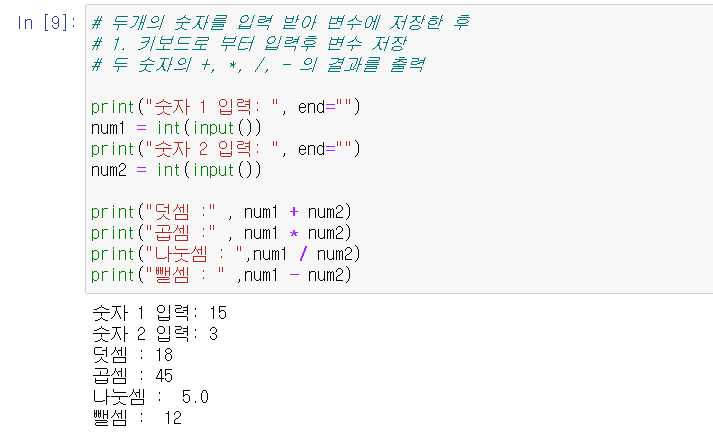 In [9]: # 두개의 숫자를 입력 받아 변수에 저장한 후
# 1. 키보드로 부터 입력후 변수 저장
# 두 숫자의 +, *, /, - 의 결과를 출력
print("숫자 1 입력: ", end="")
num1 = int(input())
print("숫자 2 입력: ", end="")
num2 = int(input())
print("덧셈 :" , num1 + num2)
print("곱셈 :" , num1 * num2)
print("나눗셈 : ",num1 / num2)
print("뺄셈 : " ,num1 - num2)
숫자 1 입력: 15
숫자 2 입력: 3
덧셈 : 18
곱셈 : 45
나눗셈 :  5.0
뺄셈 :  12